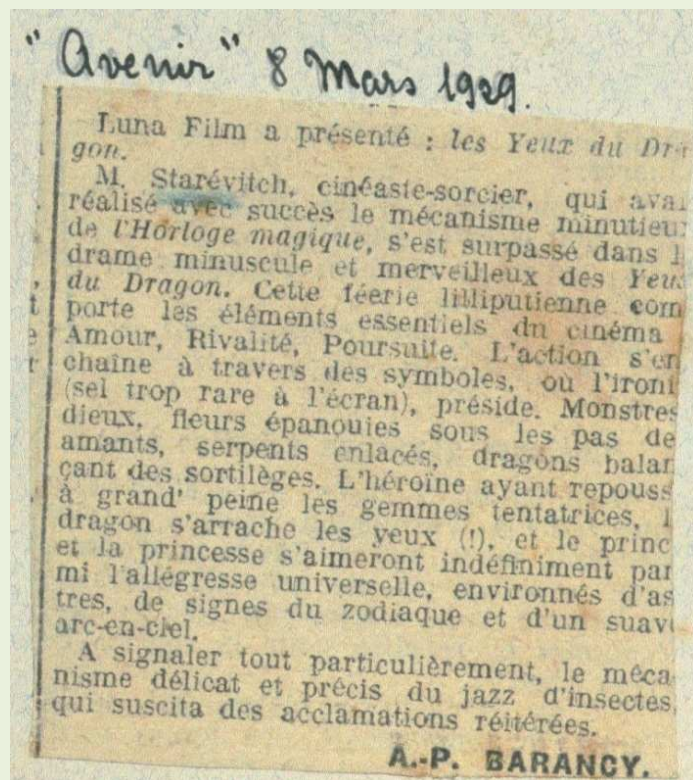 "Avenir" 8 Mars 1929.
Luna Film a présenté : les Yeux du Dra
gon.
M. Starévitch, cinéaste-sorcier, qui avai
réalisé avec succès le mécanisme minutieux
de l'Horloge magique, s'est surpassé dans l
drame minuscule et merveilleux des Yeux
du Dragon. Cette féerie lilliputienne com
porte les éléments essentiels du cinéma
Amour, Rivalité, Poursuite. L'action s'en
chaîne à travers des symboles, où l'ironi
(sel trop rare à l'écran), préside. Monstres
dieux, fleurs épanouies sous les pas de
amants, serpents enlacés, dragons balan
çant des sortilèges. L'héroïne ayant repouss
à grand' peine les gemmes tentatrices, l
dragon s'arrache les yeux (!), et le princ
et la princesse s'aimeront indéfiniment par
mi l'allégresse universelle, environnés d'as
tres, de signes du zodiaque et d'un suav
arc-en-ciel.
A signaler tout particulièrement, le méca
nisme délicat et précis du jazz d'insectes,
qui suscita des acclamations réitérées.
A.-P. BARANCY.